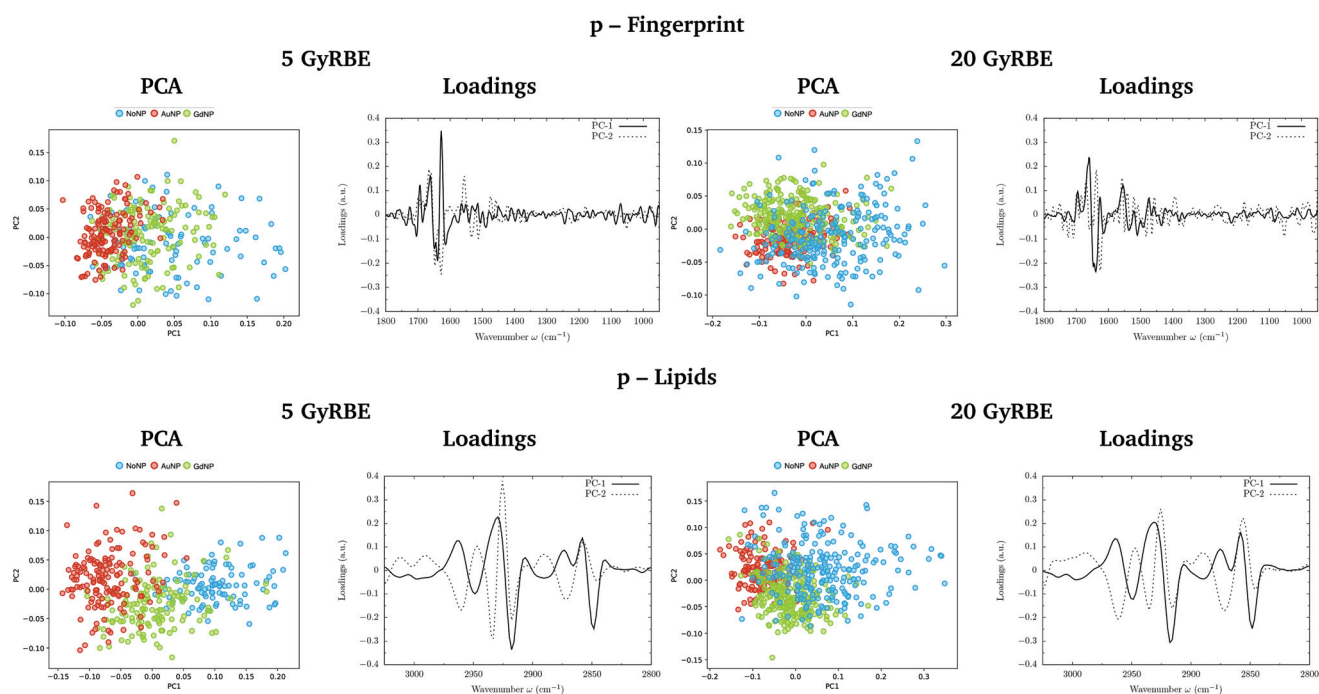 p – Fingerprint
5 GyRBE
20 GyRBE
PCA
Loadings
PCA
Loadings
NoNP AuNP GdNP
0.15
0.10
0.05
0.00
−0.05
−0.10
PC2
−0.10 −0.05 0.00 0.05 0.10 0.15 0.20
PC1
PC-1
PC-2
0.4
0.3
0.2
0.1
0
−0.1
−0.2
−0.3
−0.4
Loadings (a.u.)
1800 1700 1600 1500 1400 1300 1200 1100 1000
Wavenumber ω (cm⁻¹)
NoNP AuNP GdNP
0.15
0.10
0.05
0.00
−0.05
−0.10
PC2
−0.2 −0.1 0.0 0.1 0.2 0.3
PC1
PC-1
PC-2
0.4
0.3
0.2
0.1
0
−0.1
−0.2
−0.3
−0.4
Loadings (a.u.)
1800 1700 1600 1500 1400 1300 1200 1100 1000
Wavenumber ω (cm⁻¹)
p – Lipids
5 GyRBE
20 GyRBE
PCA
Loadings
PCA
Loadings
NoNP AuNP GdNP
0.15
0.10
0.05
0.00
−0.05
−0.10
PC2
−0.15 −0.10 −0.05 0.00 0.05 0.10 0.15 0.20
PC1
PC-1
PC-2
0.4
0.3
0.2
0.1
0
−0.1
−0.2
−0.3
−0.4
Loadings (a.u.)
3000 2950 2900 2850 2800
Wavenumber ω (cm⁻¹)
NoNP AuNP GdNP
0.15
0.10
0.05
0.00
−0.05
−0.10
−0.15
PC2
−0.2 −0.1 0.0 0.1 0.2 0.3
PC1
PC-1
PC-2
0.4
0.3
0.2
0.1
0
−0.1
−0.2
−0.3
−0.4
Loadings (a.u.)
3000 2950 2900 2850 2800
Wavenumber ω (cm⁻¹)